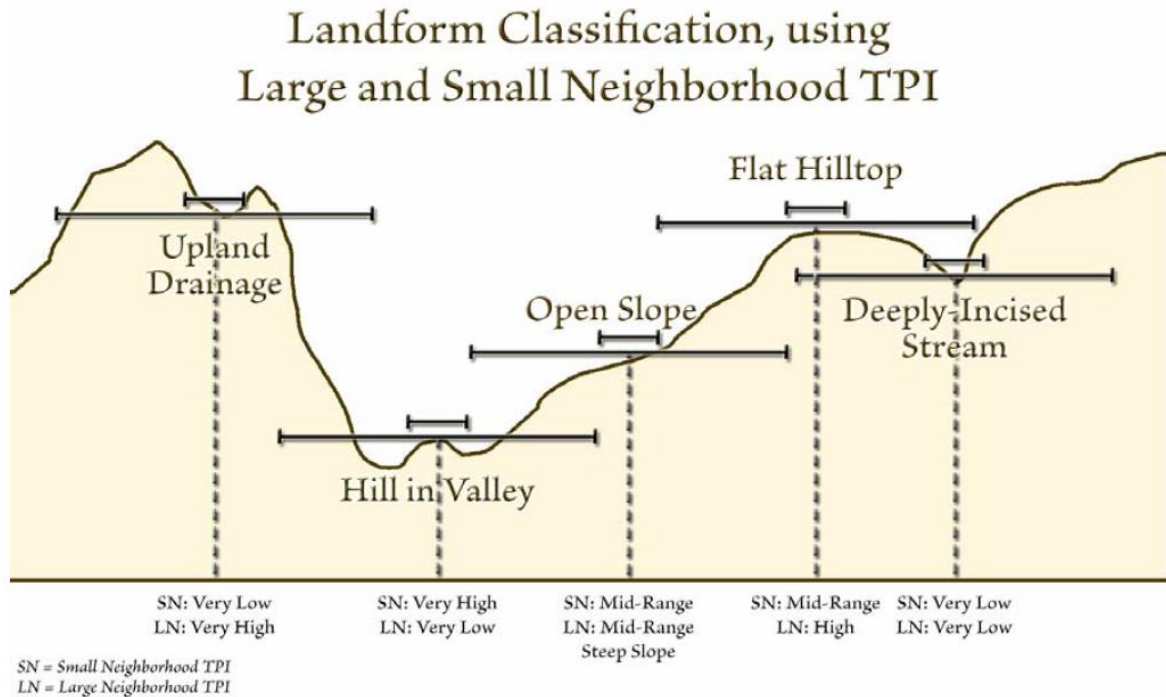 Landform Classification, using
Large and Small Neighborhood TPI
Flat Hilltop
Upland
Drainage
Open Slope
Deeply-Incised
Stream
Hill in Valley
SN: Very Low
LN: Very High
SN: Very High
LN: Very Low
SN: Mid-Range
LN: Mid-Range
Steep Slope
SN: Mid-Range
LN: High
SN: Very Low
LN: Very Low
SN = Small Neighborhood TPI
LN = Large Neighborhood TPI